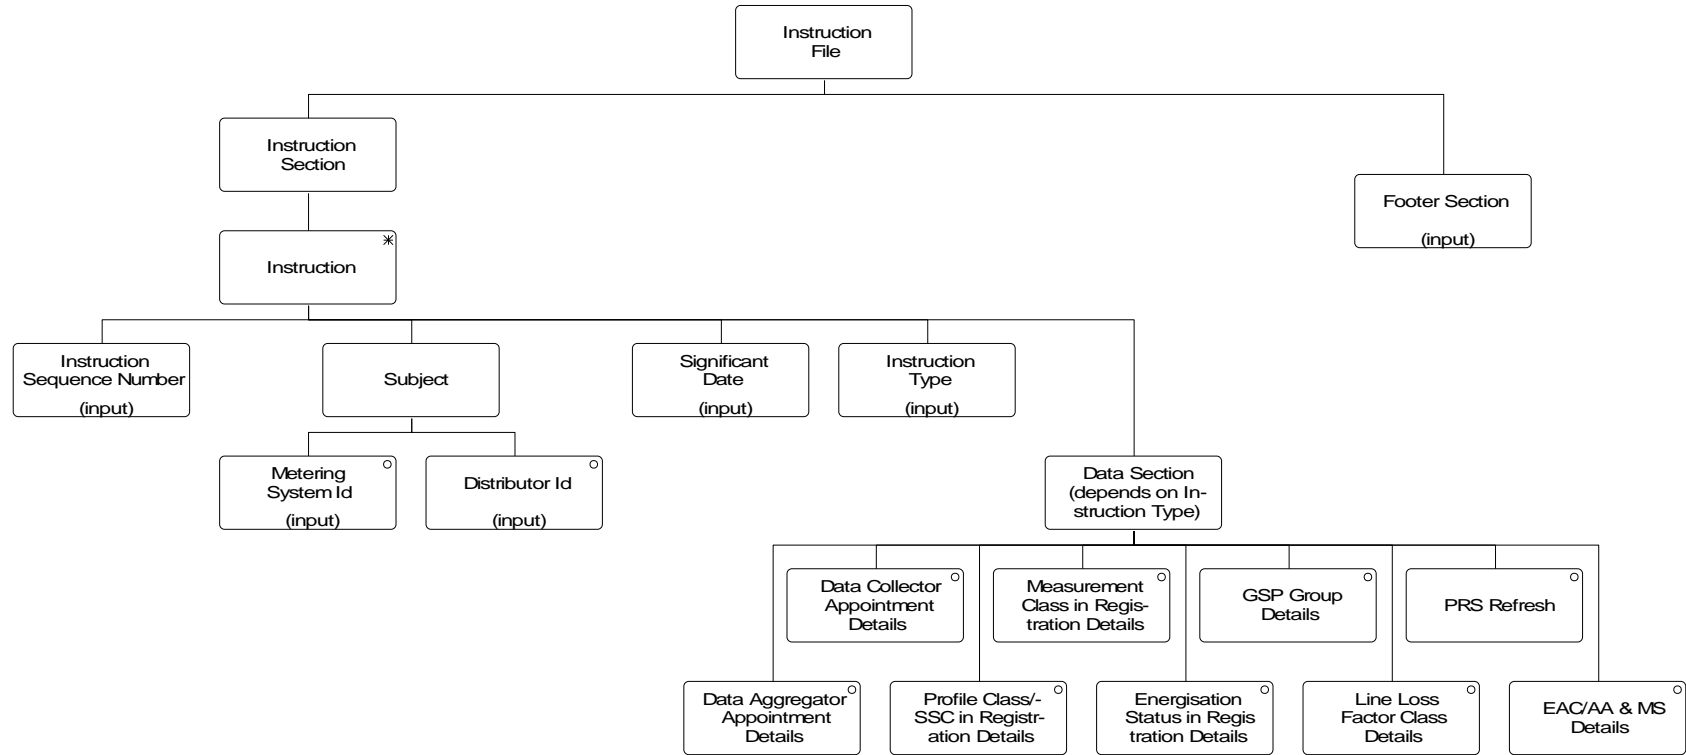 Instruction
File
Instruction
Section
Footer Section
(input)
Instruction
Instruction
Sequence Number
(input)
Subject
Significant
Date
(input)
Instruction
Type
(input)
Metering
System Id
(input)
Distributor Id
(input)
Data Section
(depends on In-
struction Type)
Data Collector
Appointment
Details
Measurement
Class in Regis-
tration Details
GSP Group
Details
PRS Refresh
Data Aggregator
Appointment
Details
Profile Class/-
SSC in Registr-
ation Details
Energisation
Status in Regis
tration Details
Line Loss
Factor Class
Details
EAC/AA & MS
Details